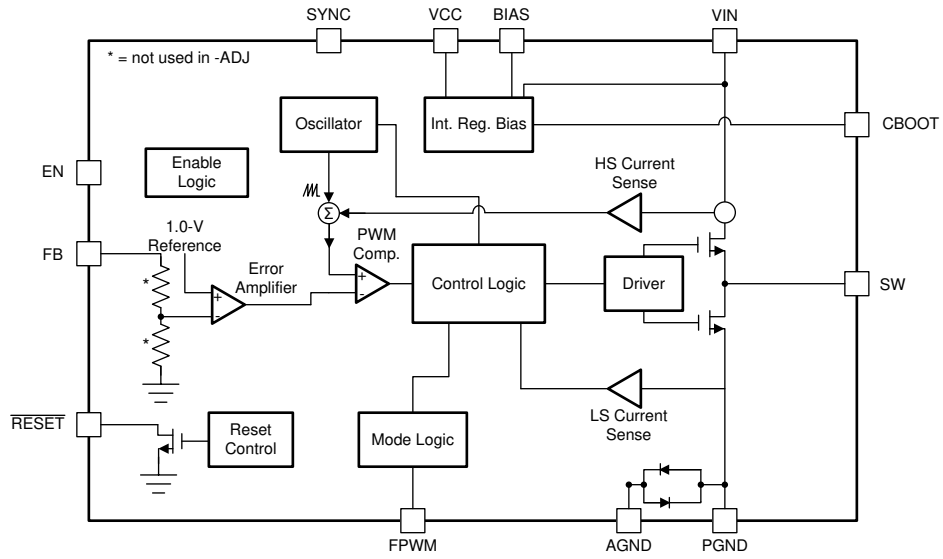 SYNC
VCC
BIAS
VIN
* = not used in -ADJ
Oscillator
Int. Reg. Bias
CBOOT
EN
Enable
Logic
HS Current
Sense
Σ
1.0-V
Reference
FB
PWM
Comp.
Error
Amplifier
*
+
-
+
-
Control Logic
Driver
SW
*
LS Current
Sense
RESET
Reset
Control
Mode Logic
FPWM
AGND
PGND